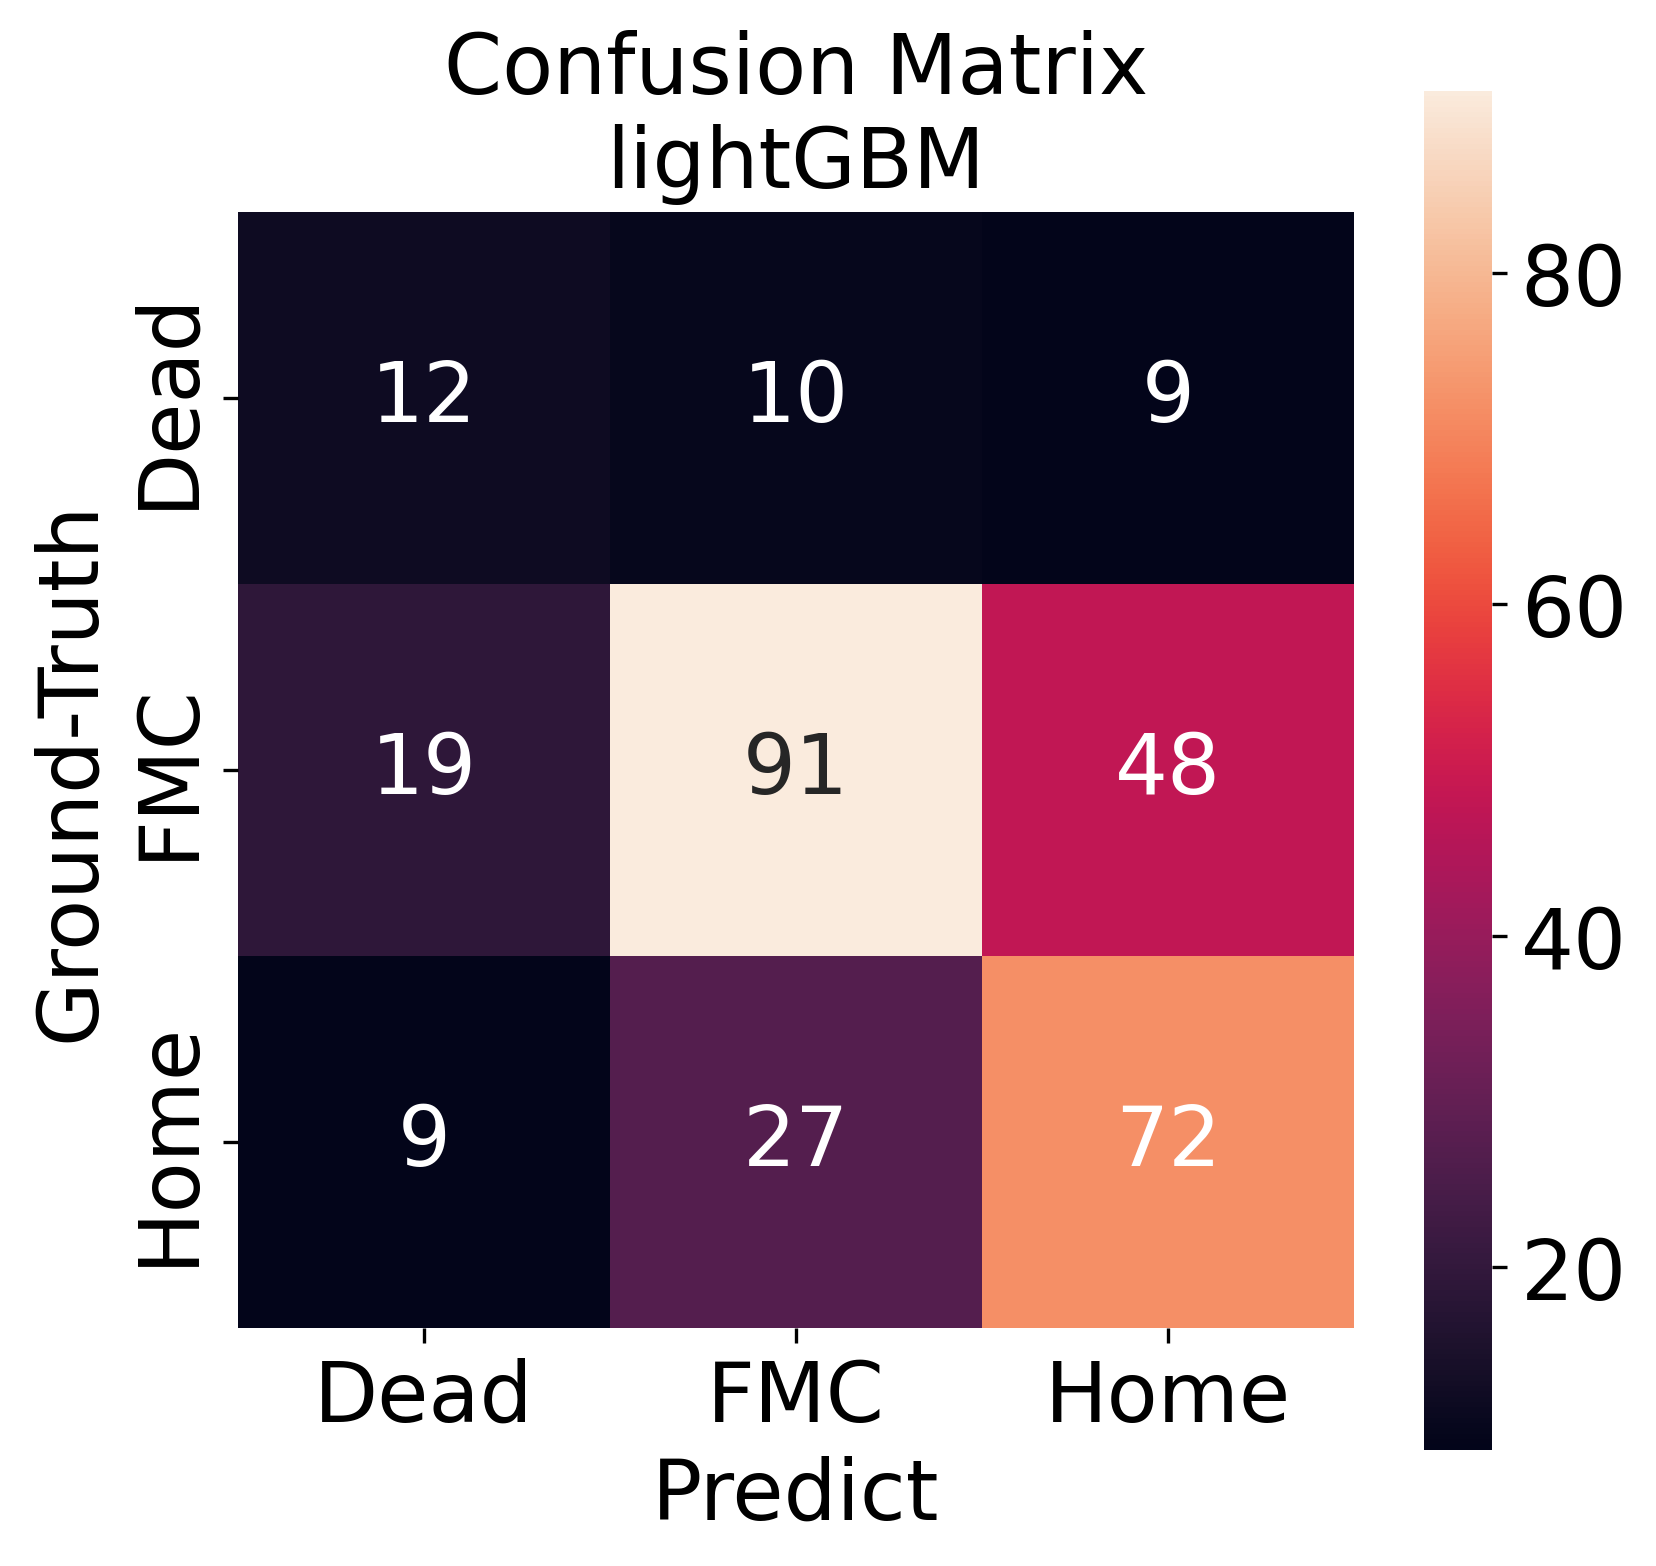 Confusion Matrix
lightGBM
Ground-Truth
Dead
12 10 9
FMC
19 91 48
Home
9 27 72
Dead FMC Home
Predict
80
60
40
20